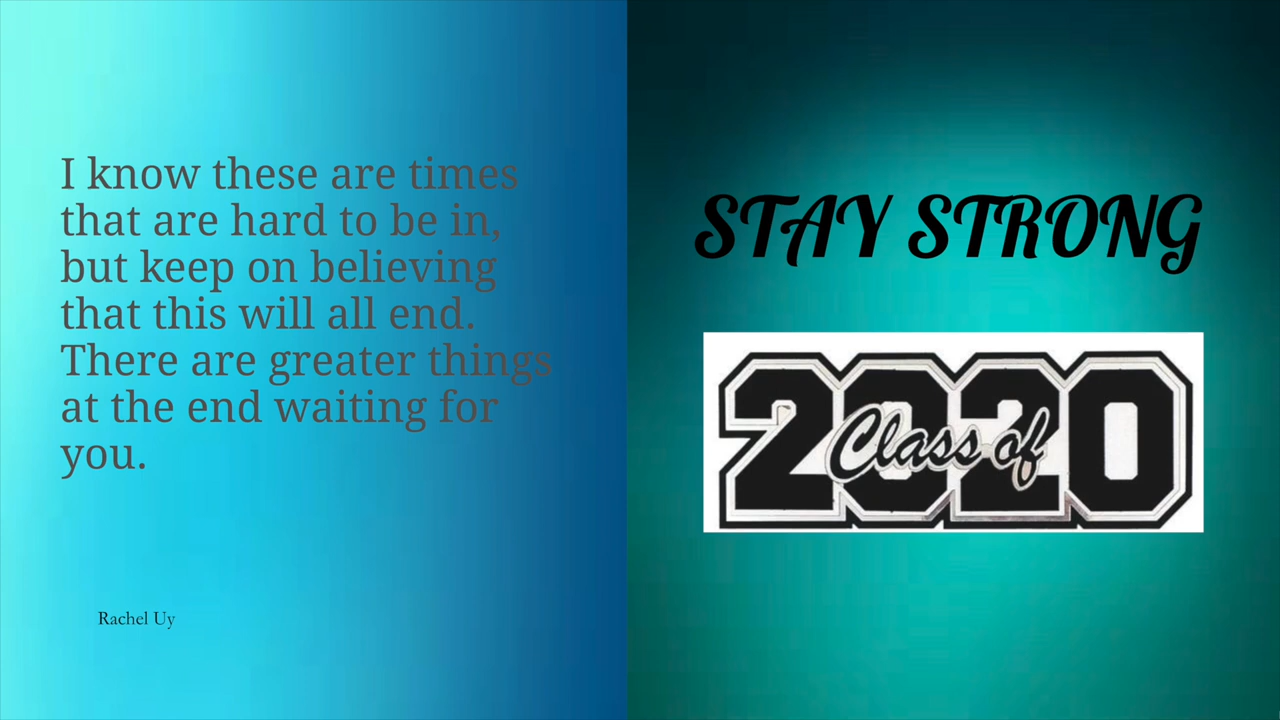 I know these are times
that are hard to be in,
but keep on believing
that this will all end.
There are greater things
at the end waiting for
you.
Rachel Uy
STAY STRONG
Class of
2020